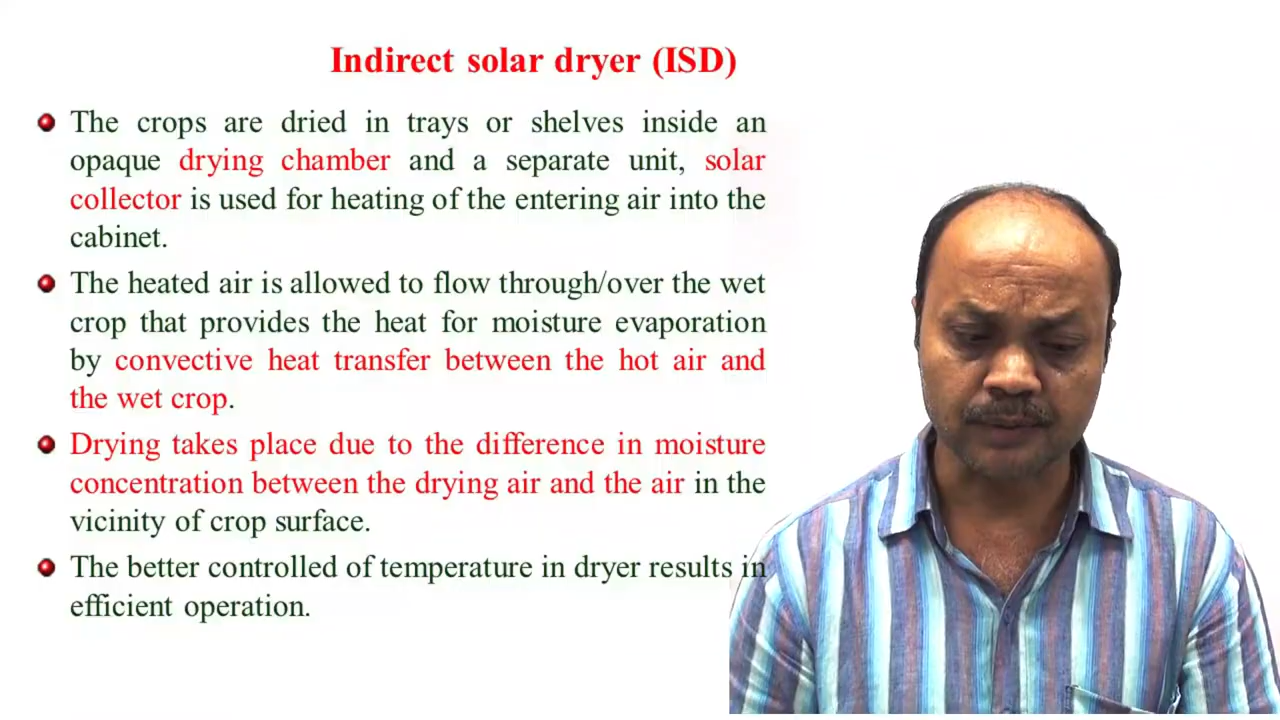 Indirect solar dryer (ISD)
The crops are dried in trays or shelves inside an
opaque drying chamber and a separate unit, solar
collector is used for heating of the entering air into the
cabinet.
The heated air is allowed to flow through/over the wet
crop that provides the heat for moisture evaporation
by convective heat transfer between the hot air and
the wet crop.
Drying takes place due to the difference in moisture
concentration between the drying air and the air in the
vicinity of crop surface.
The better controlled of temperature in dryer results in
efficient operation.